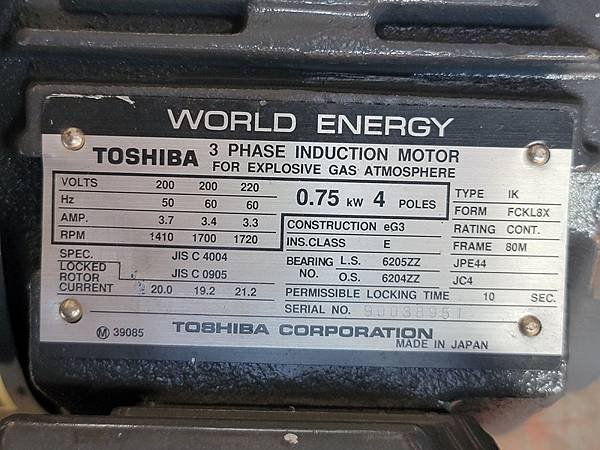 WORLD ENERGY
TOSHIBA 3 PHASE INDUCTION MOTOR
FOR EXPLOSIVE GAS ATMOSPHERE
VOLTS 200 200 220
Hz 50 60 60
AMP. 3.7 3.4 3.3
RPM 1410 1700 1720
0.75 kW 4 POLES
TYPE IK
FORM FCKL8X
CONSTRUCTION eG3
RATING CONT.
INS.CLASS E
FRAME 80M
SPEC. JIS C 4004
BEARING NO. L.S. 6205ZZ
O.S. 6204ZZ
JPE44
JC4
JIS C 0905
LOCKED ROTOR CURRENT 20.0 19.2 21.2
PERMISSIBLE LOCKING TIME 10 SEC.
SERIAL NO. 90038951
M 39085
TOSHIBA CORPORATION
MADE IN JAPAN